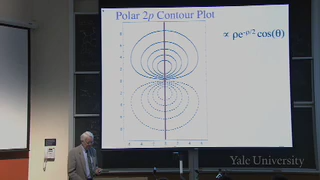 Polar 2p Contour Plot
∝ ρe^-ρ/2 cos(θ)
Yale University